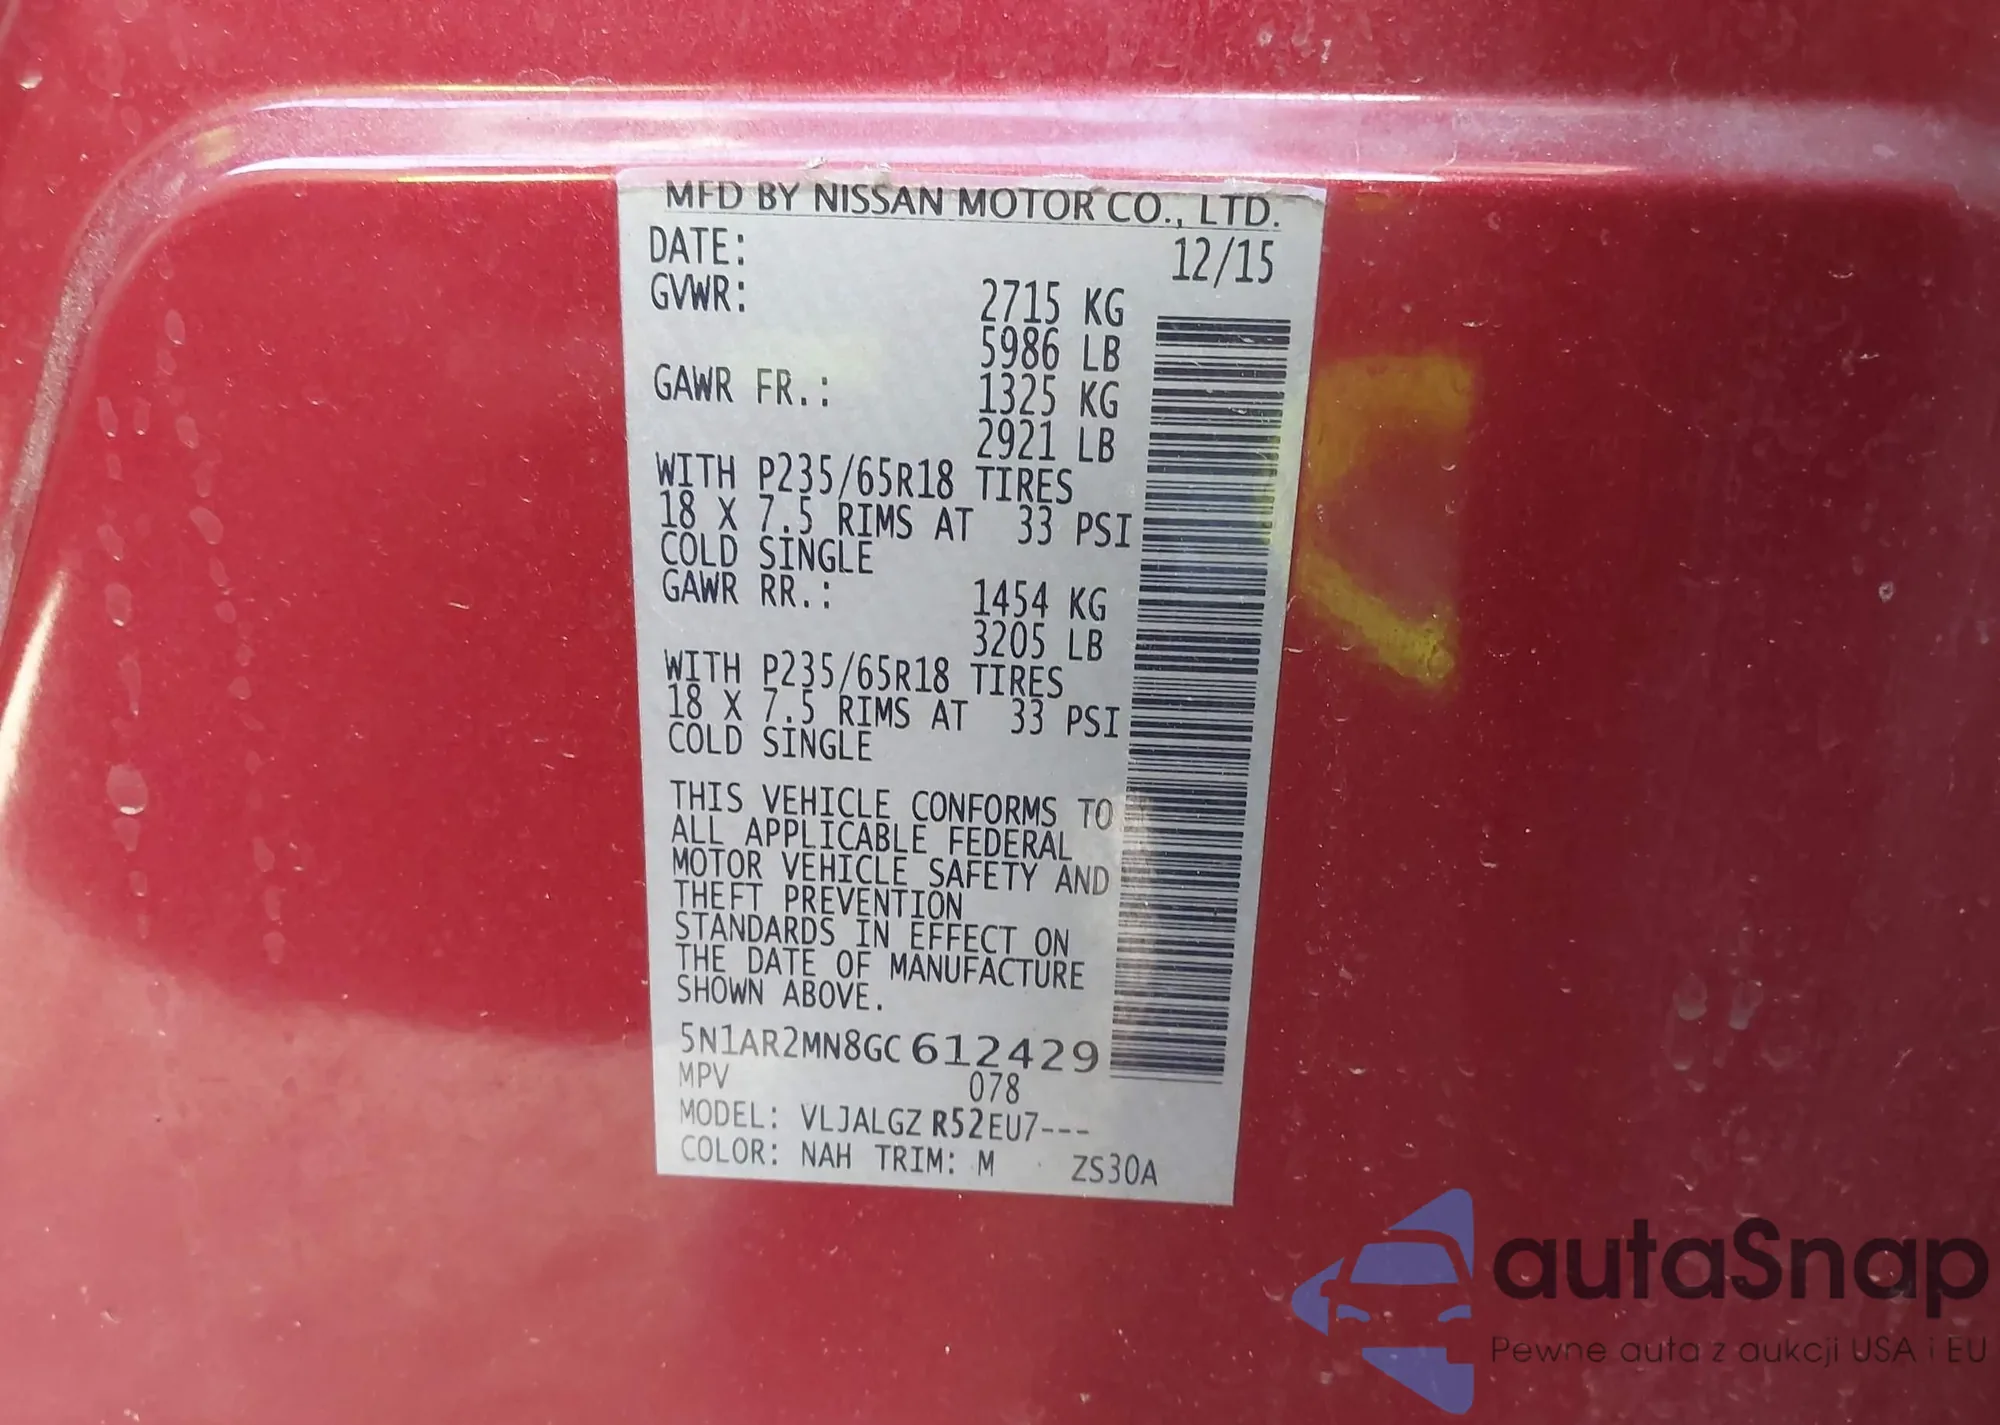 MFD BY NISSAN MOTOR CO., LTD.
DATE: 12/15
GVWR: 2715 KG
5986 LB
GAWR FR.: 1325 KG
2921 LB
WITH P235/65R18 TIRES
18 X 7.5 RIMS AT 33 PSI
COLD SINGLE
GAWR RR.: 1454 KG
3205 LB
WITH P235/65R18 TIRES
18 X 7.5 RIMS AT 33 PSI
COLD SINGLE
THIS VEHICLE CONFORMS TO
ALL APPLICABLE FEDERAL
MOTOR VEHICLE SAFETY AND
THEFT PREVENTION
STANDARDS IN EFFECT ON
THE DATE OF MANUFACTURE
SHOWN ABOVE.
5N1AR2MN8GC612429
MPV 078
MODEL: VLJALGZ R52EU7---
COLOR: NAH TRIM: M ZS30A
autaSnap
Pewne auta z aukcji USA i EU